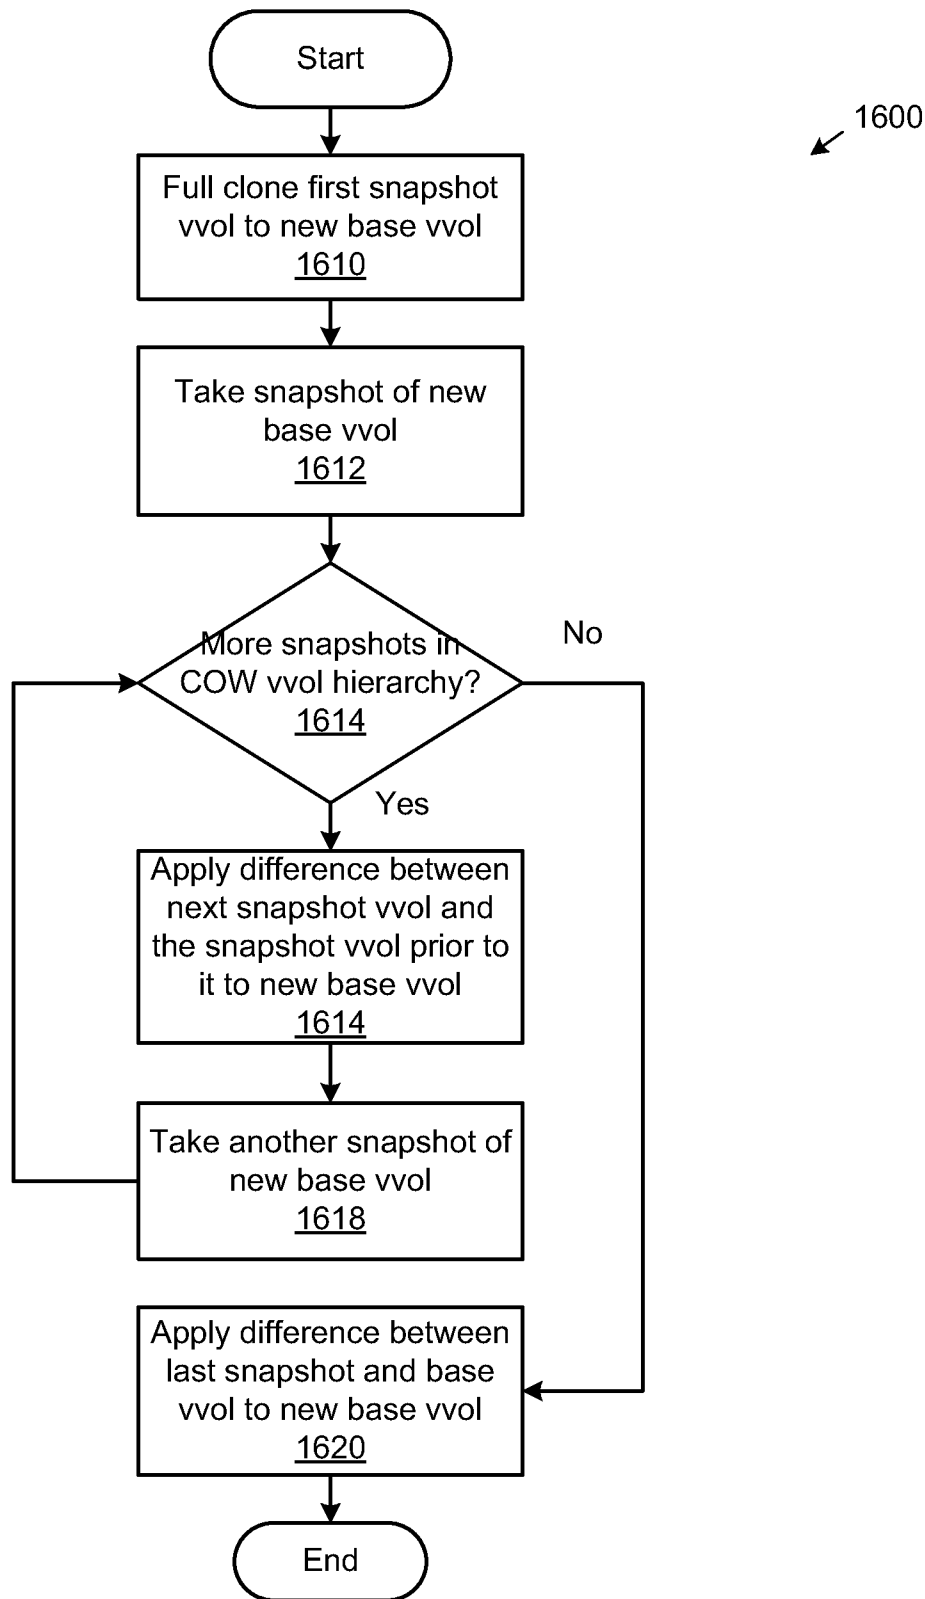 Start
1600
Full clone first snapshot
vvol to new base vvol
1610
Take snapshot of new
base vvol
1612
More snapshots in
COW vvol hierarchy?
1614
No
Yes
Apply difference between
next snapshot vvol and
the snapshot vvol prior to
it to new base vvol
1614
Take another snapshot of
new base vvol
1618
Apply difference between
last snapshot and base
vvol to new base vvol
1620
End